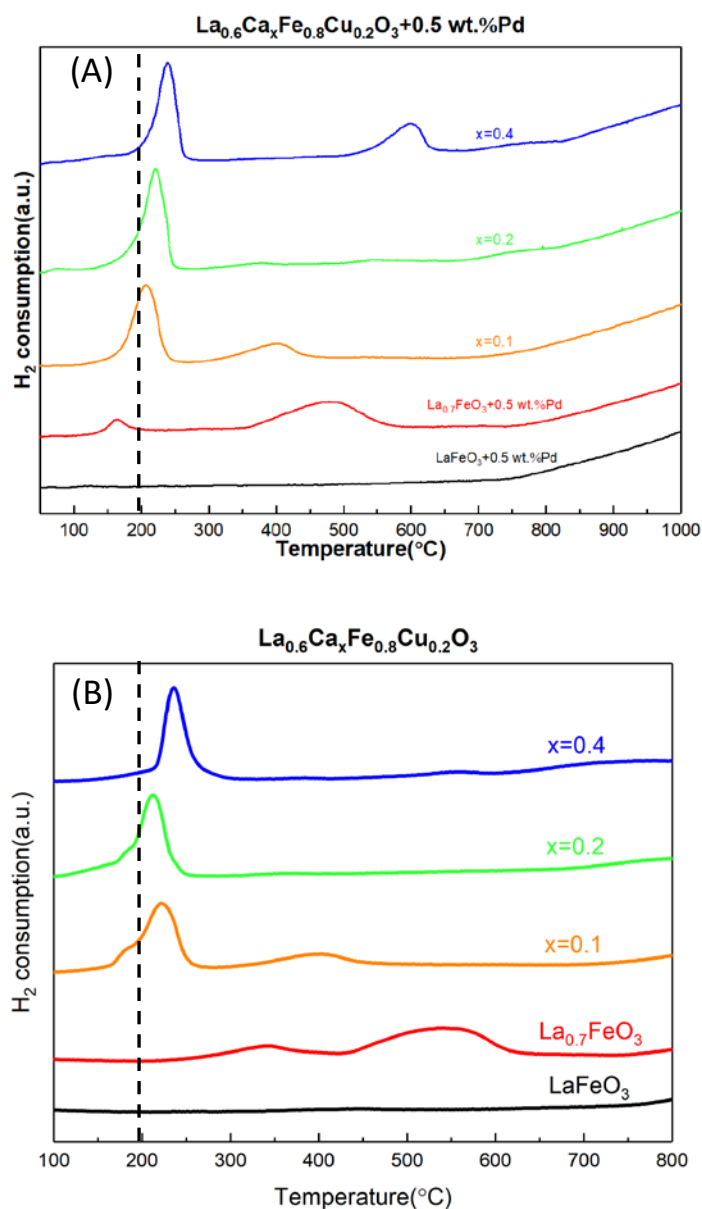 La₀.₆CaₓFe₀.₈Cu₀.₂O₃+0.5 wt.%Pd
(A)
x=0.4
x=0.2
x=0.1
La₀.₇FeO₃+0.5 wt.%Pd
LaFeO₃+0.5 wt.%Pd
H₂ consumption(a.u.)
100 200 300 400 500 600 700 800 900 1000
Temperature(°C)
La₀.₆CaₓFe₀.₈Cu₀.₂O₃
(B)
x=0.4
x=0.2
x=0.1
La₀.₇FeO₃
LaFeO₃
H₂ consumption(a.u.)
100 200 300 400 500 600 700 800
Temperature(°C)